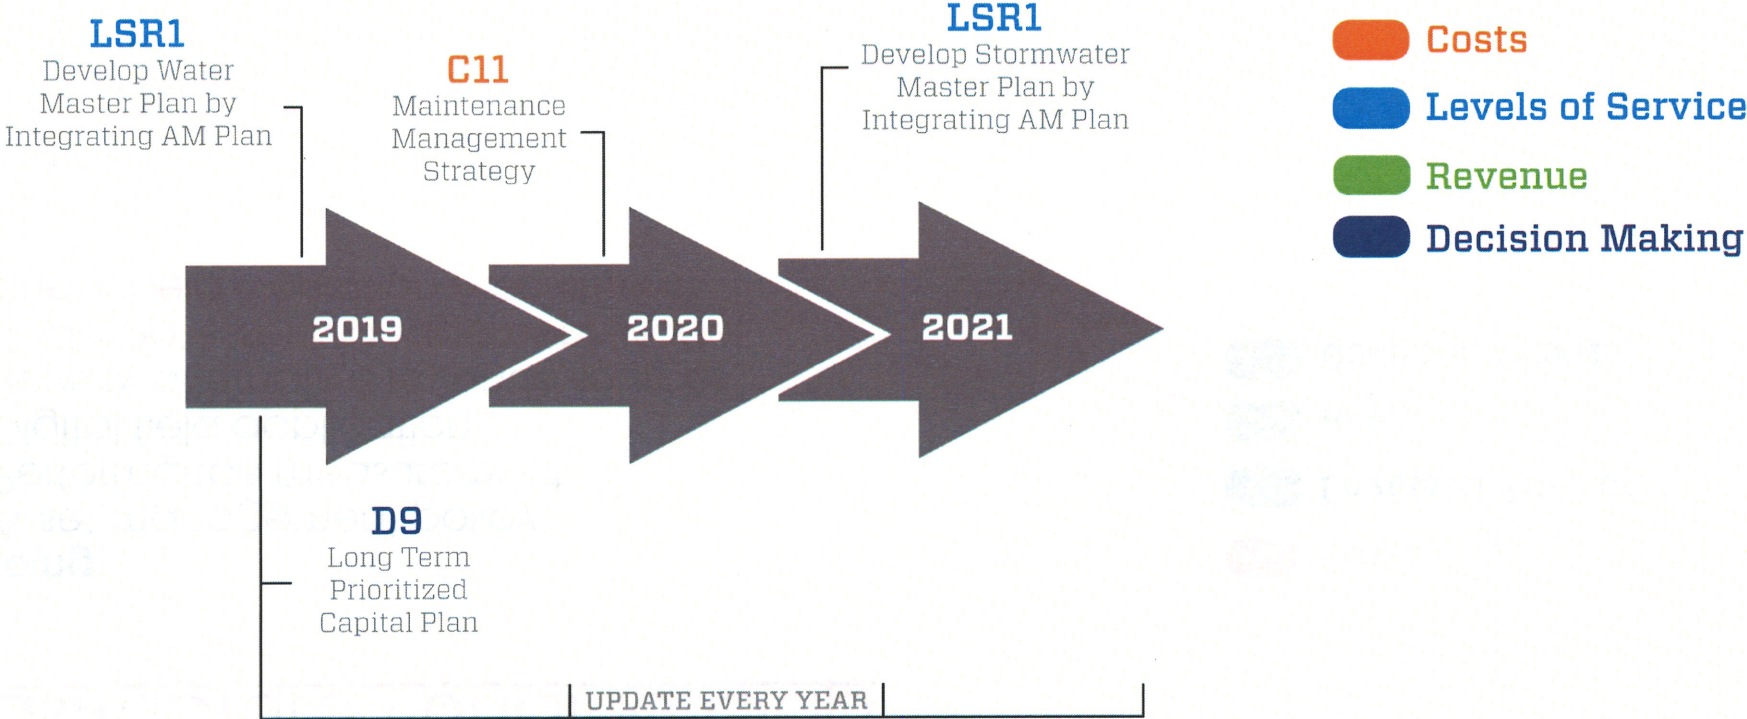 LSR1
Develop Water
Master Plan by
Integrating AM Plan
C11
Maintenance
Management
Strategy
LSR1
Develop Stormwater
Master Plan by
Integrating AM Plan
Costs
Levels of Service
Revenue
Decision Making
2019
2020
2021
D9
Long Term
Prioritized
Capital Plan
UPDATE EVERY YEAR